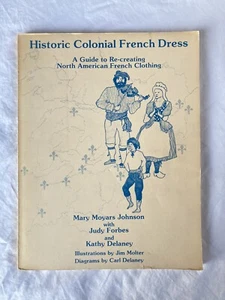 Historic Colonial French Dress
A Guide to Re-creating
North American French Clothing
Mary Moyars Johnson
with
Judy Forbes
and
Kathy Delaney
Illustrations by Jim Molter
Diagrams by Carl Delaney